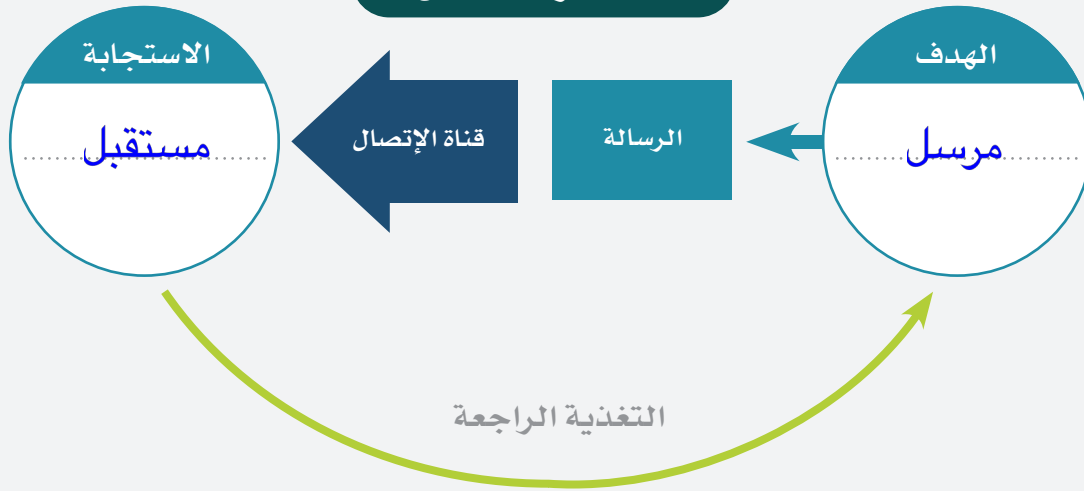 الهدف
مرسل
الرسالة
قناة الإتصال
الاستجابة
مستقبل
التغذية الراجعة